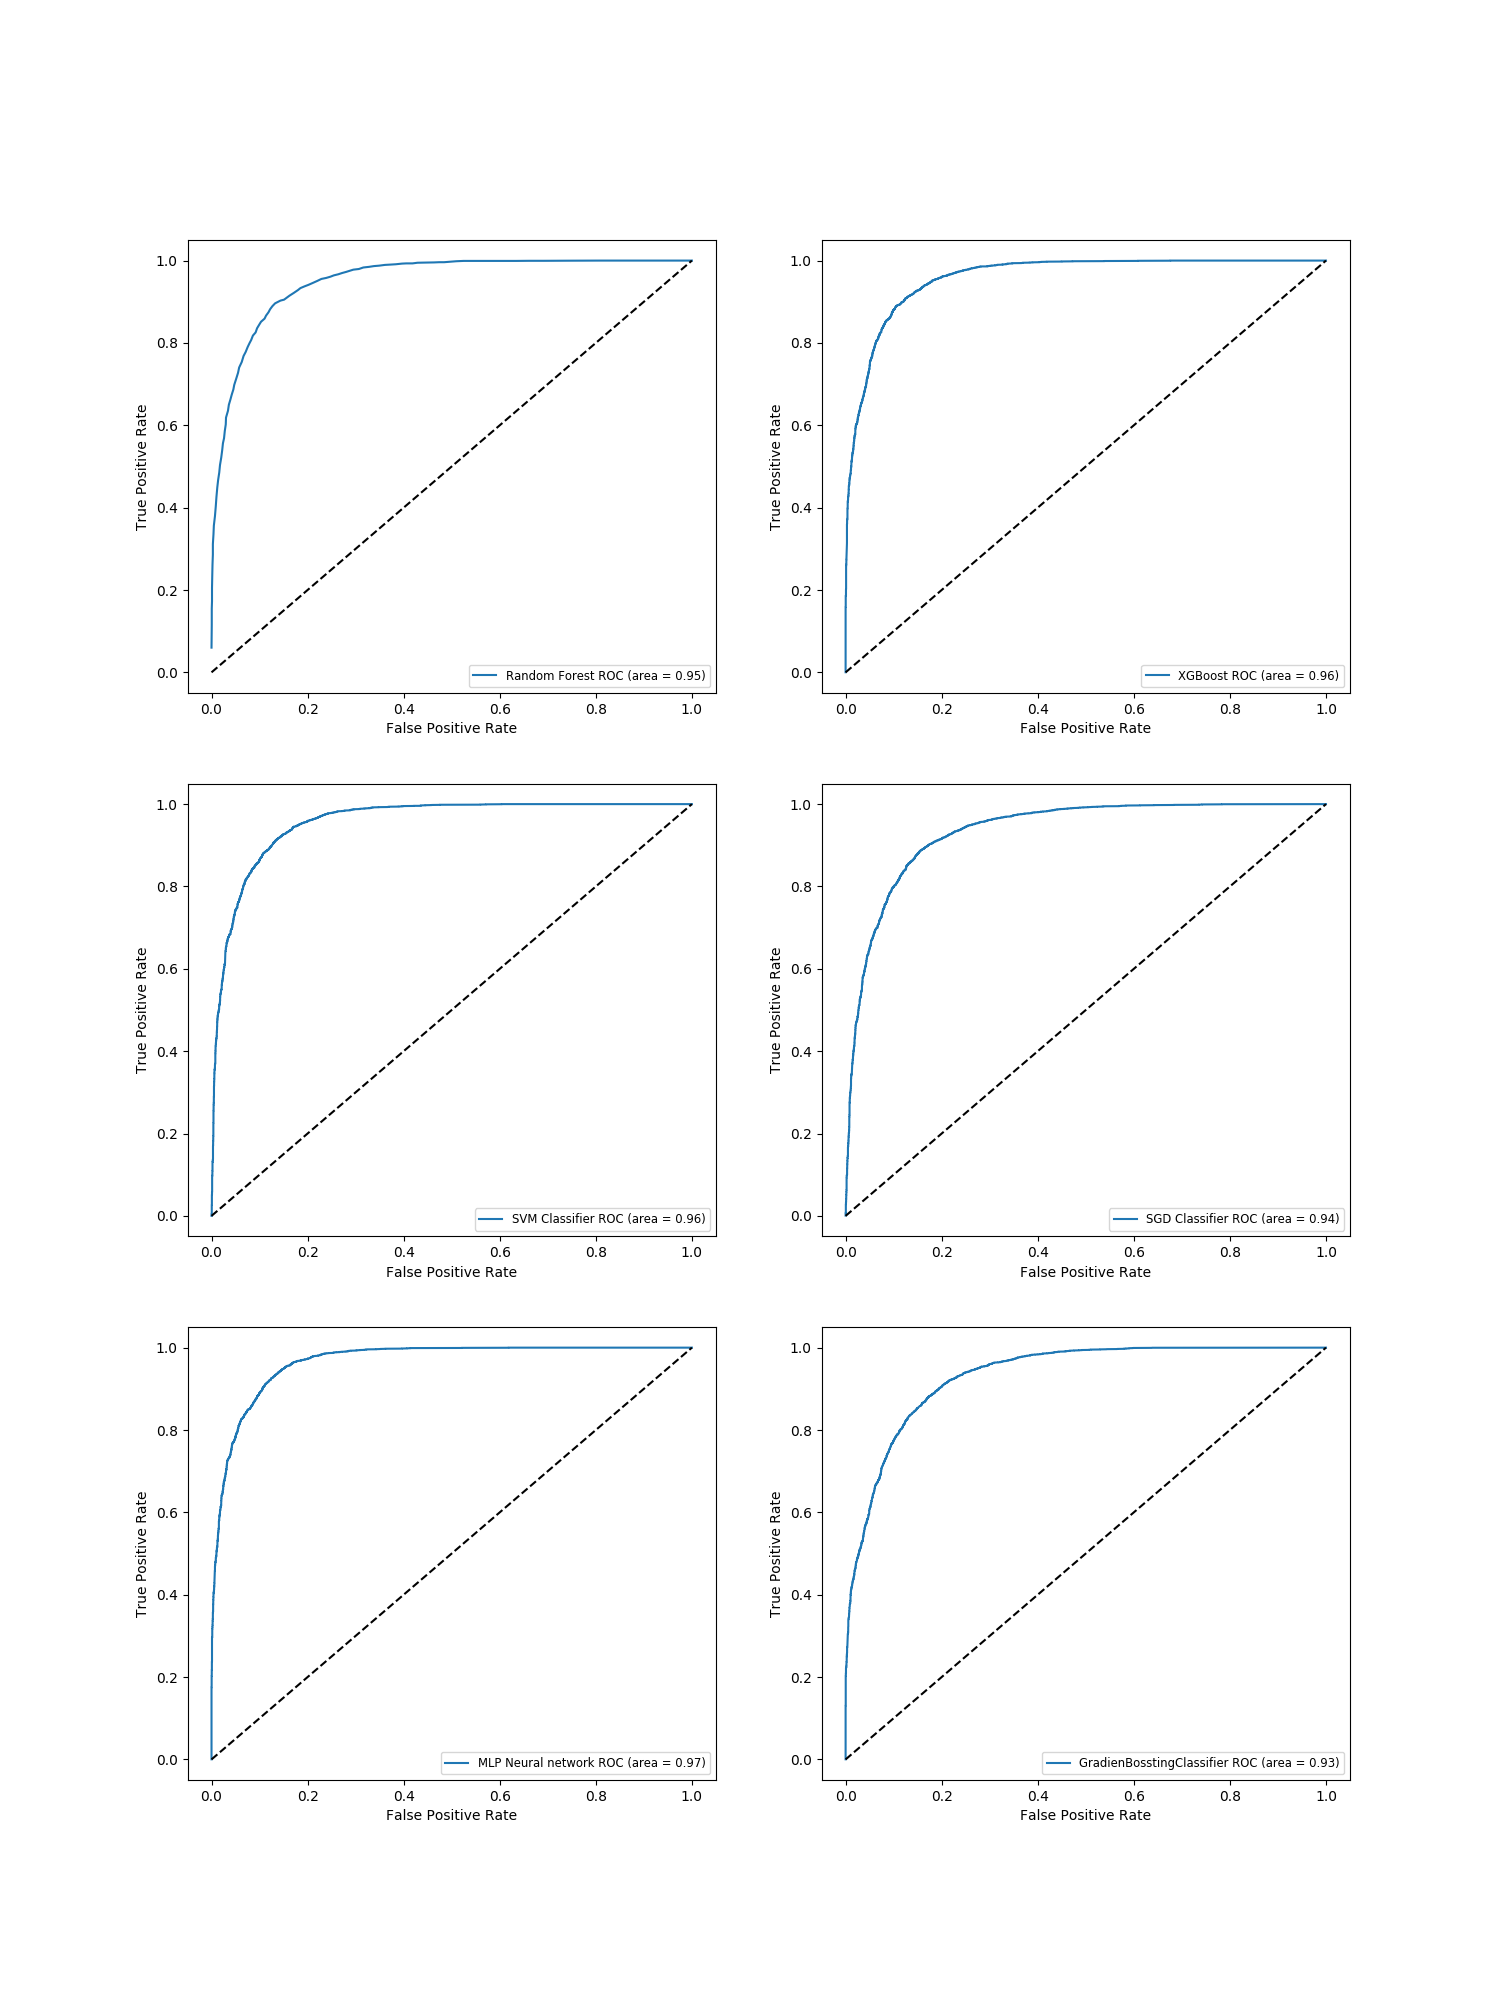 1.0
0.8
0.6
0.4
0.2
0.0
True Positive Rate
Random Forest ROC (area = 0.95)
0.0 0.2 0.4 0.6 0.8 1.0
False Positive Rate
1.0
0.8
0.6
0.4
0.2
0.0
True Positive Rate
XGBoost ROC (area = 0.96)
0.0 0.2 0.4 0.6 0.8 1.0
False Positive Rate
1.0
0.8
0.6
0.4
0.2
0.0
True Positive Rate
SVM Classifier ROC (area = 0.96)
0.0 0.2 0.4 0.6 0.8 1.0
False Positive Rate
1.0
0.8
0.6
0.4
0.2
0.0
True Positive Rate
SGD Classifier ROC (area = 0.94)
0.0 0.2 0.4 0.6 0.8 1.0
False Positive Rate
1.0
0.8
0.6
0.4
0.2
0.0
True Positive Rate
MLP Neural network ROC (area = 0.97)
0.0 0.2 0.4 0.6 0.8 1.0
False Positive Rate
1.0
0.8
0.6
0.4
0.2
0.0
True Positive Rate
GradienBosstingClassifier ROC (area = 0.93)
0.0 0.2 0.4 0.6 0.8 1.0
False Positive Rate